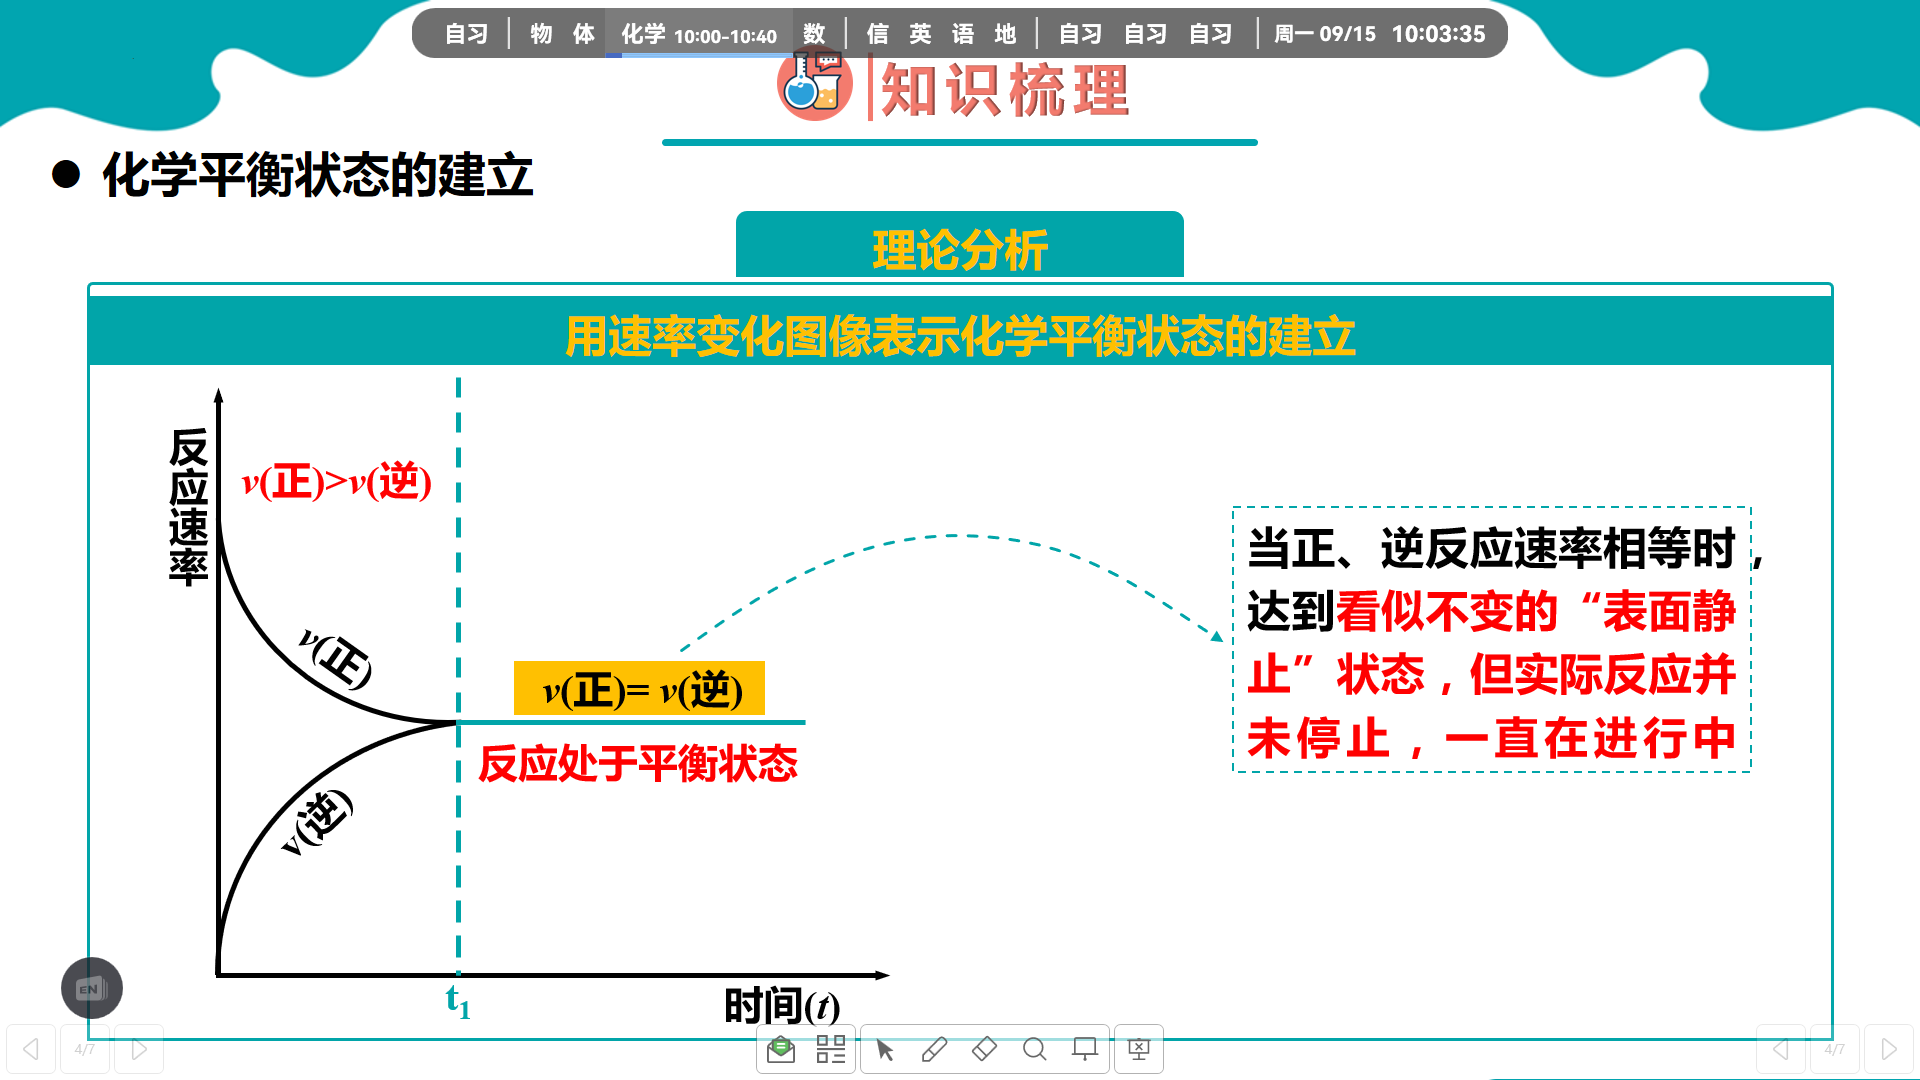 自习 | 物 体 化学 10:00-10:40 数 | 信 英 语 地 | 自习 自习 自习 | 周一 09/15 10:03:35
知识梳理
● 化学平衡状态的建立
理论分析
用速率变化图像表示化学平衡状态的建立
反应速率
v(正)>v(逆)
v(正)
v(正)= v(逆)
反应处于平衡状态
v(逆)
t₁
时间(t)
当正、逆反应速率相等时，
达到看似不变的“表面静
止”状态，但实际反应并
未停止，一直在进行中
EN
4/7
4/7